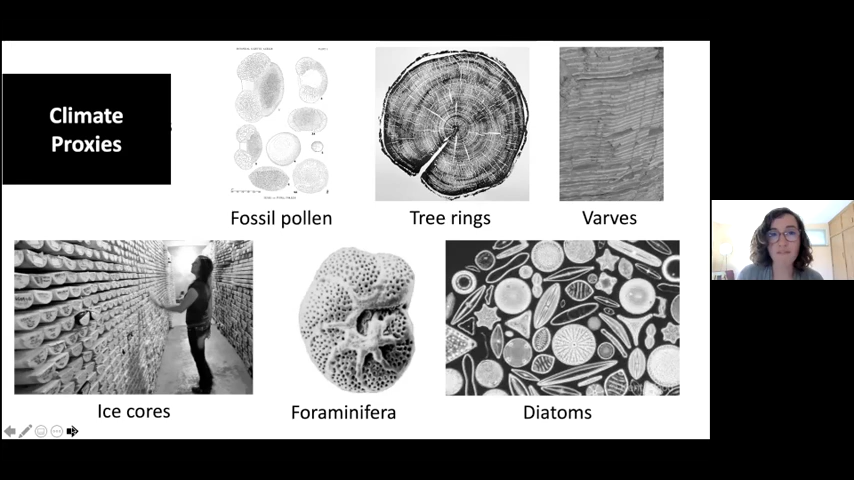 Climate
Proxies
Fossil pollen
Tree rings
Varves
Ice cores
Foraminifera
Diatoms